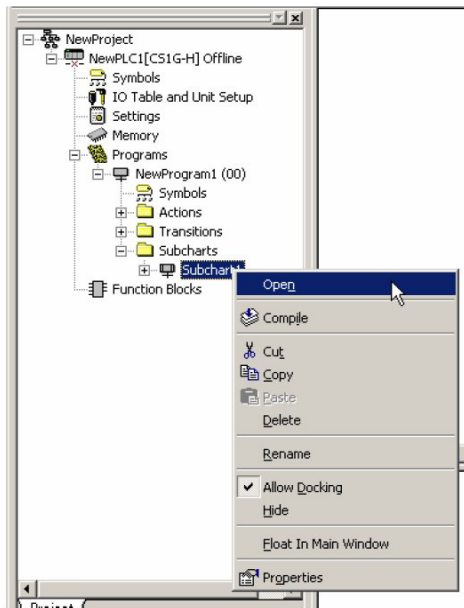 NewProject
NewPLC1[CS1G-H] Offline
Symbols
IO Table and Unit Setup
Settings
Memory
Programs
NewProgram1 (00)
Symbols
Actions
Transitions
Subcharts
Subchart1
Function Blocks
Open
Compile
Cut
Copy
Paste
Delete
Rename
Allow Docking
Hide
Float In Main Window
Properties
Project